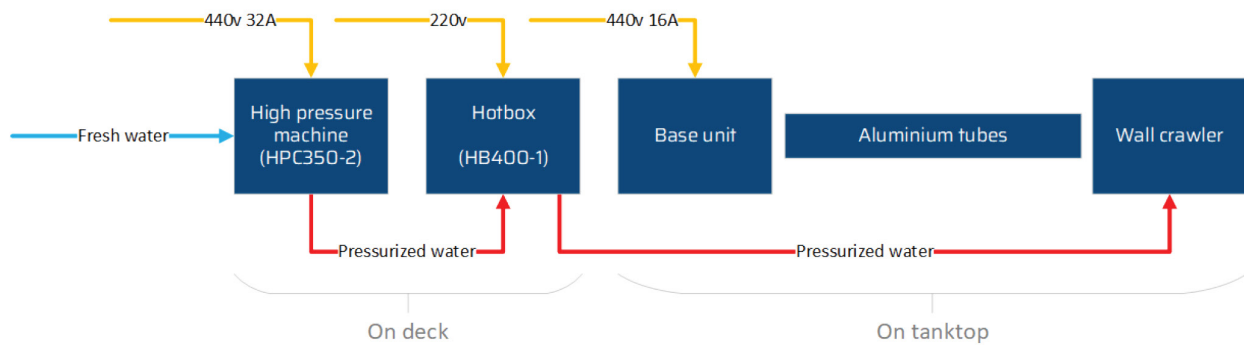 440v 32A
220v
440v 16A
Fresh water
High pressure
machine
(HPC350-2)
Hotbox
(HB400-1)
Base unit
Aluminium tubes
Wall crawler
Pressurized water
Pressurized water
On deck
On tanktop